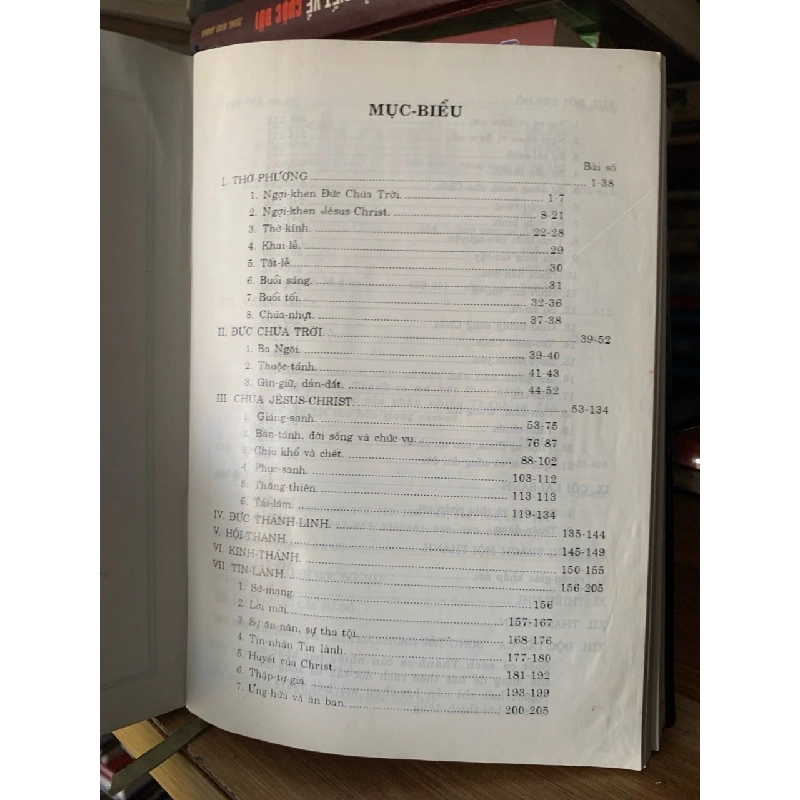 CUỘC ĐỜI
MỤC-BIỂU
Bài số
I. THỜ-PHƯỢNG 1-38
1. Ngợi-khen Đức Chúa Trời. 1-7
2. Ngợi-khen Jêsus-Christ. 8-21
3. Thờ-kính. 22-28
4. Khai-lễ. 29
5. Tất-lễ. 30
6. Buổi sáng. 31
7. Buổi tối. 32-36
8. Chúa-nhựt. 37-38
II. ĐỨC CHÚA TRỜI. 39-52
1. Ba Ngôi. 39-40
2. Thuộc-tánh. 41-43
3. Gìn-giữ, dẫn-dắt. 44-52
III. CHÚA JÊSUS-CHRIST. 53-134
1. Giáng-sanh. 53-75
2. Bản-tánh, đời sống và chức vụ. 76-87
3. Chịu khổ và chết. 88-102
4. Phục-sanh. 103-112
5. Thăng-thiên. 113-113
6. Tái-lâm. 119-134
IV. ĐỨC THÁNH-LINH. 135-144
V. HỘI-THÁNH. 145-149
VI. KINH-THÁNH. 150-155
VII. TIN-LÀNH. 156-205
1. Sứ-mạng. 156
2. Lời mời. 157-167
3. Sự ăn-năn, sự tha tội. 168-176
4. Tin-nhận Tin lành. 177-180
5. Huyết của Christ. 181-192
6. Thập-tự-giá. 193-199
7. Ứng hứa và ân ban. 200-205